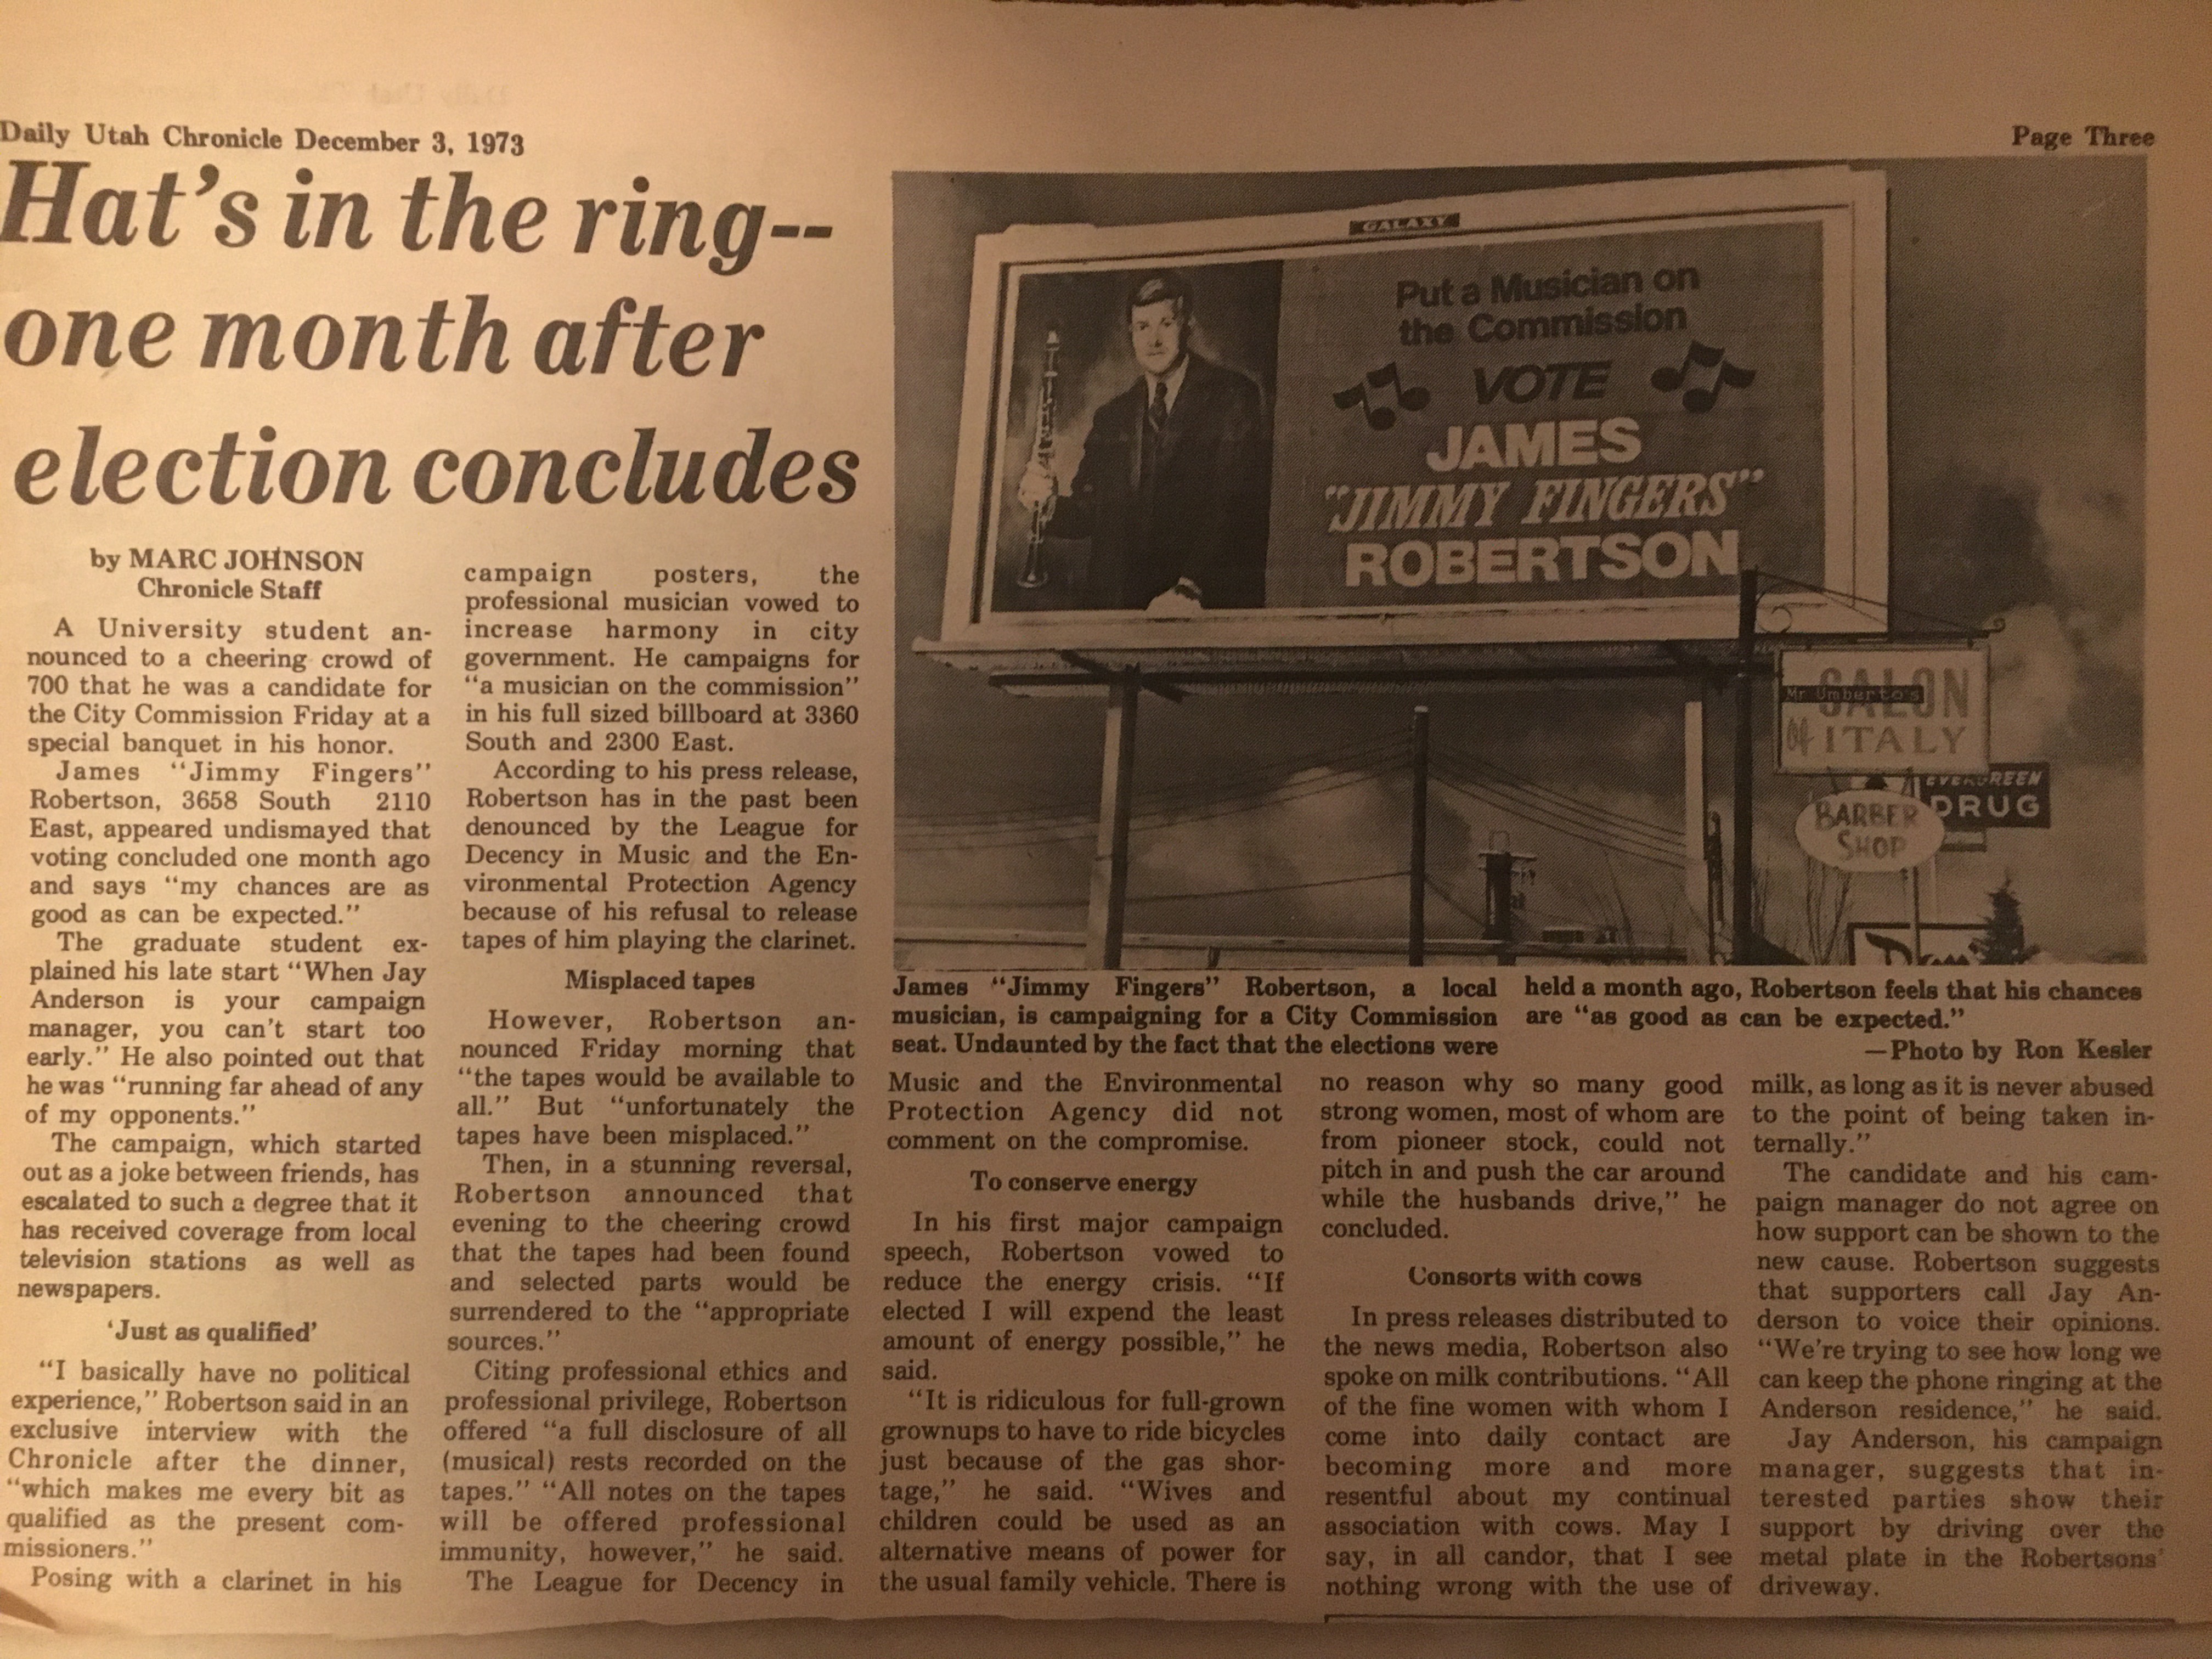 Daily Utah Chronicle December 3, 1973
Page Three
Hat's in the ring--
one month after
election concludes
by MARC JOHNSON
Chronicle Staff
A University student an-
nounced to a cheering crowd of
700 that he was a candidate for
the City Commission Friday at a
special banquet in his honor.
James "Jimmy Fingers"
Robertson, 3658 South 2110
East, appeared undismayed that
voting concluded one month ago
and says "my chances are as
good as can be expected."
The graduate student ex-
plained his late start "When Jay
Anderson is your campaign
manager, you can't start too
early." He also pointed out that
he was "running far ahead of any
of my opponents."
The campaign, which started
out as a joke between friends, has
escalated to such a degree that it
has received coverage from local
television stations as well as
newspapers.
'Just as qualified'
"I basically have no political
experience," Robertson said in an
exclusive interview with the
Chronicle after the dinner,
"which makes me every bit as
qualified as the present com-
missioners."
Posing with a clarinet in his
campaign posters, the
professional musician vowed to
increase harmony in city
government. He campaigns for
"a musician on the commission"
in his full sized billboard at 3360
South and 2300 East.
According to his press release,
Robertson has in the past been
denounced by the League for
Decency in Music and the En-
vironmental Protection Agency
because of his refusal to release
tapes of him playing the clarinet.
Misplaced tapes
However, Robertson an-
nounced Friday morning that
"the tapes would be available to
all." But "unfortunately the
tapes have been misplaced."
Then, in a stunning reversal,
Robertson announced that
evening to the cheering crowd
that the tapes had been found
and selected parts would be
surrendered to the "appropriate
sources."
Citing professional ethics and
professional privilege, Robertson
offered "a full disclosure of all
(musical) rests recorded on the
tapes." "All notes on the tapes
will be offered professional
immunity, however," he said.
The League for Decency in
GALAXY
Put a Musician on
the Commission
VOTE
JAMES
"JIMMY FINGERS"
ROBERTSON
Mr Umberto's
SALON
of ITALY
EVERGREEN
DRUG
BARBER
SHOP
James "Jimmy Fingers" Robertson, a local
musician, is campaigning for a City Commission
seat. Undaunted by the fact that the elections were
held a month ago, Robertson feels that his chances
are "as good as can be expected."
—Photo by Ron Kesler
Music and the Environmental
Protection Agency did not
comment on the compromise.
To conserve energy
In his first major campaign
speech, Robertson vowed to
reduce the energy crisis. "If
elected I will expend the least
amount of energy possible," he
said.
"It is ridiculous for full-grown
grownups to have to ride bicycles
just because of the gas shor-
tage," he said. "Wives and
children could be used as an
alternative means of power for
the usual family vehicle. There is
no reason why so many good
strong women, most of whom are
from pioneer stock, could not
pitch in and push the car around
while the husbands drive," he
concluded.
Consorts with cows
In press releases distributed to
the news media, Robertson also
spoke on milk contributions. "All
of the fine women with whom I
come into daily contact are
becoming more and more
resentful about my continual
association with cows. May I
say, in all candor, that I see
nothing wrong with the use of
milk, as long as it is never abused
to the point of being taken in-
ternally."
The candidate and his cam-
paign manager do not agree on
how support can be shown to the
new cause. Robertson suggests
that supporters call Jay An-
derson to voice their opinions.
"We're trying to see how long we
can keep the phone ringing at the
Anderson residence," he said.
Jay Anderson, his campaign
manager, suggests that in-
terested parties show their
support by driving over the
metal plate in the Robertsons'
driveway.